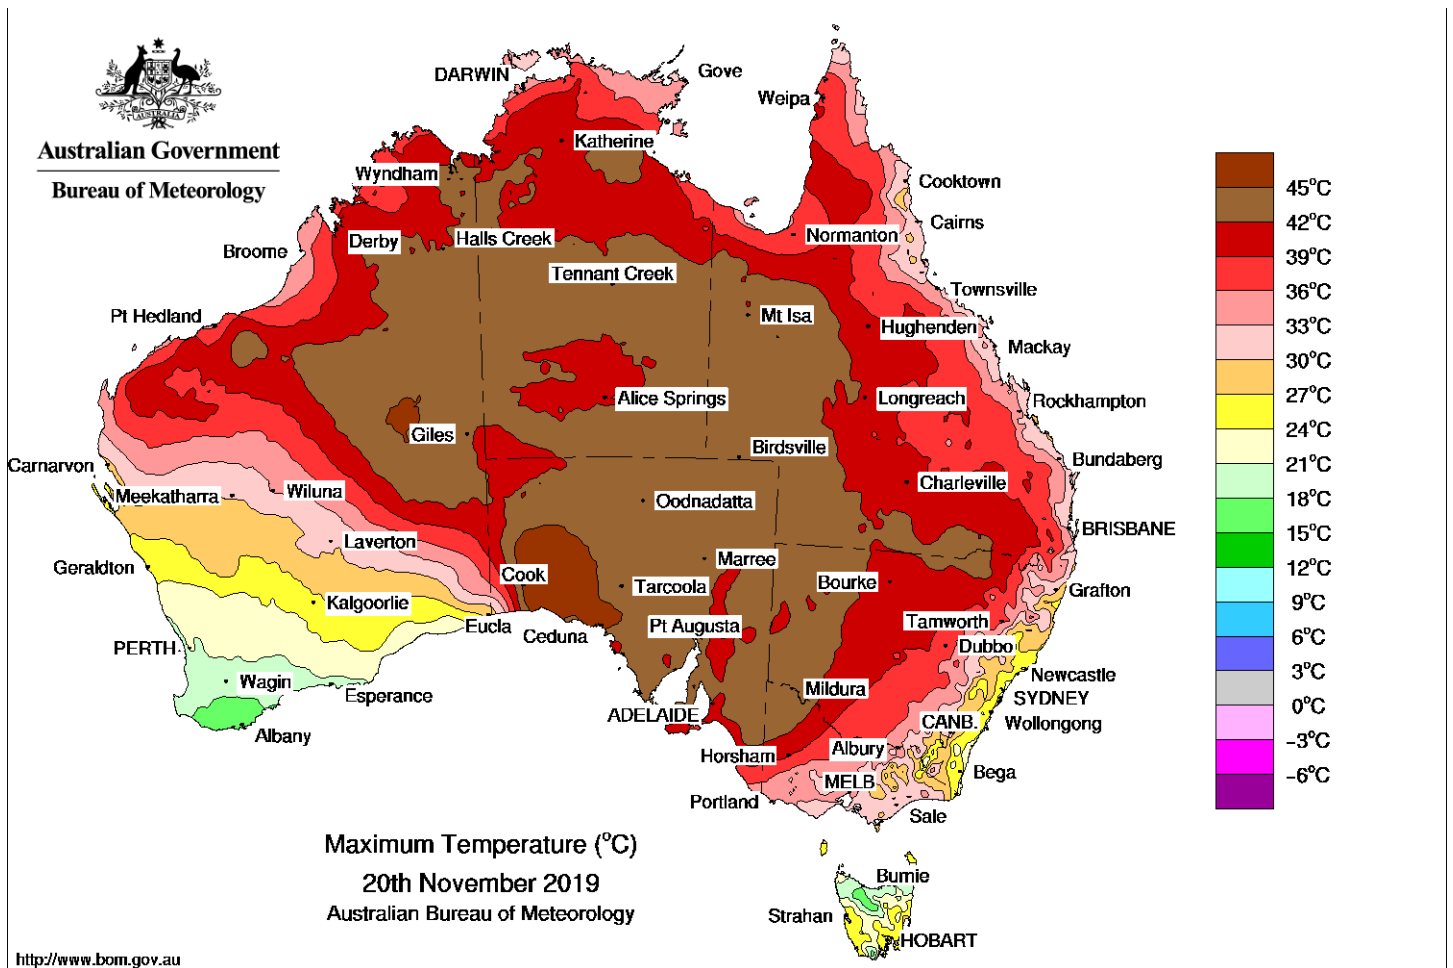 AUSTRALIA
Australian Government
Bureau of Meteorology
DARWIN
Gove
Weipa
Katherine
Wyndham
Cooktown
Cairns
Broome
Derby
Halls Creek
Normanton
Tennant Creek
Townsville
Pt Hedland
Mt Isa
Hughenden
Mackay
Alice Springs
Longreach
Rockhampton
Giles
Birdsville
Carnarvon
Meekatharra
Wiluna
Oodnadatta
Charleville
Bundaberg
Laverton
BRISBANE
Geraldton
Cook
Marree
Tarcoola
Bourke
Grafton
Kalgoorlie
Eucla
Ceduna
Pt Augusta
Tamworth
PERTH
Dubbo
Newcastle
Wagin
Esperance
Mildura
SYDNEY
ADELAIDE
CANB.
Wollongong
Albany
Horsham
Albury
Bega
MELB
Portland
Sale
Burnie
Strahan
HOBART
45°C
42°C
39°C
36°C
33°C
30°C
27°C
24°C
21°C
18°C
15°C
12°C
9°C
6°C
3°C
0°C
-3°C
-6°C
Maximum Temperature (°C)
20th November 2019
Australian Bureau of Meteorology
http://www.bom.gov.au